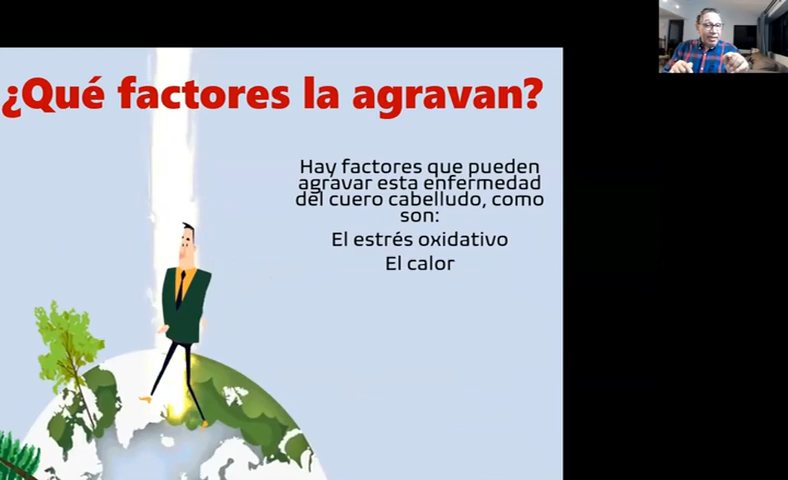 ¿Qué factores la agravan?
Hay factores que pueden
agravar esta enfermedad
del cuero cabelludo, como
son:
El estrés oxidativo
El calor